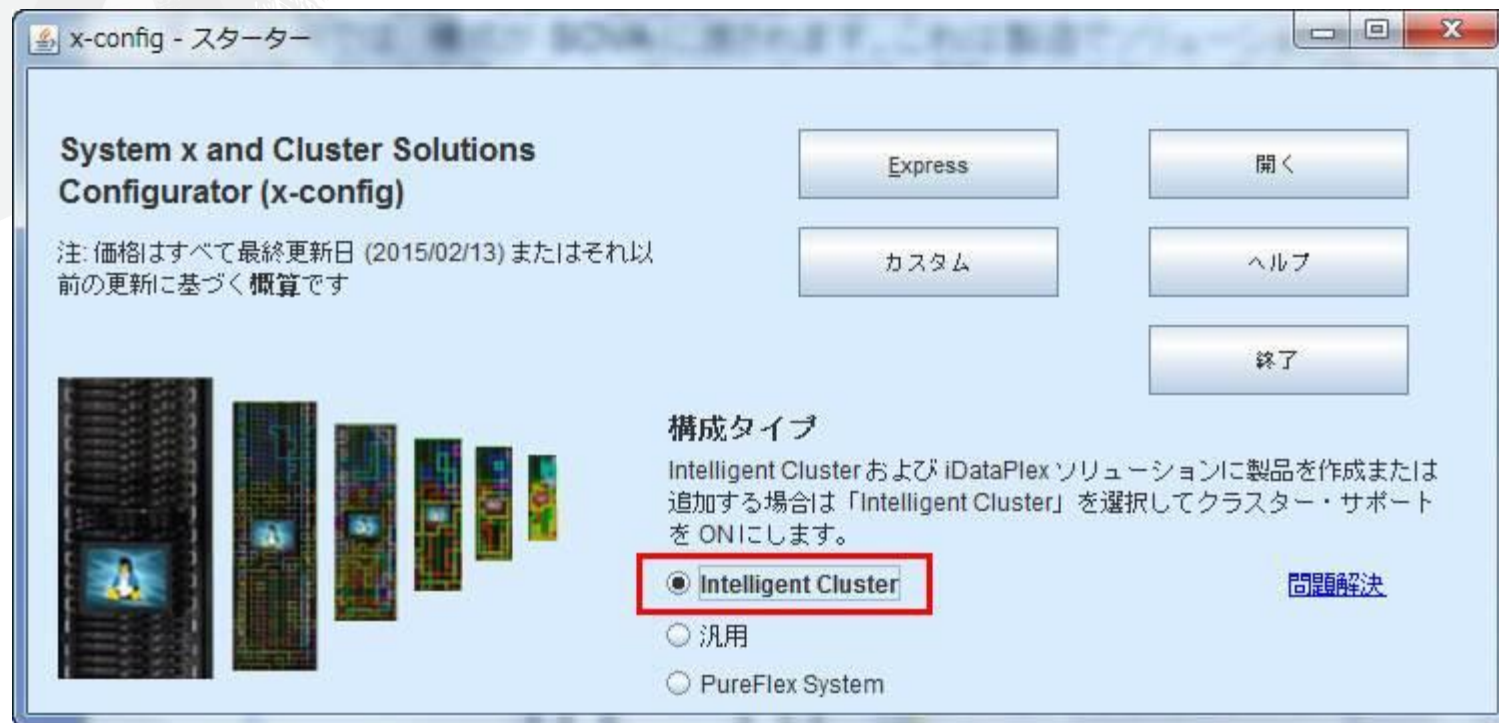 x-config - スターター
System x and Cluster Solutions
Configurator (x-config)
注: 価格はすべて最終更新日 (2015/02/13) またはそれ以
前の更新に基づく概算です
Express
開く
カスタム
ヘルプ
終了
構成タイプ
Intelligent Cluster および iDataPlex ソリューションに製品を作成または
追加する場合は「Intelligent Cluster」を選択してクラスター・サポート
を ONにします。
Intelligent Cluster
問題解決
汎用
PureFlex System